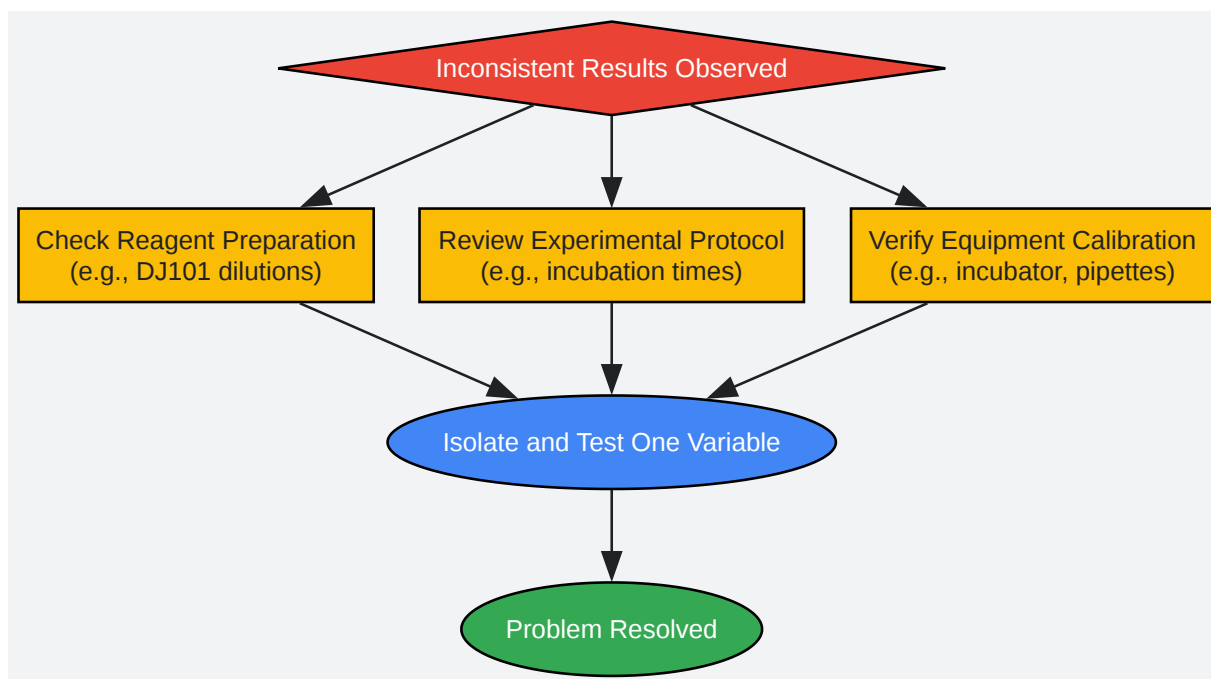 Inconsistent Results Observed
Check Reagent Preparation
(e.g., DJ101 dilutions)
Review Experimental Protocol
(e.g., incubation times)
Verify Equipment Calibration
(e.g., incubator, pipettes)
Isolate and Test One Variable
Problem Resolved